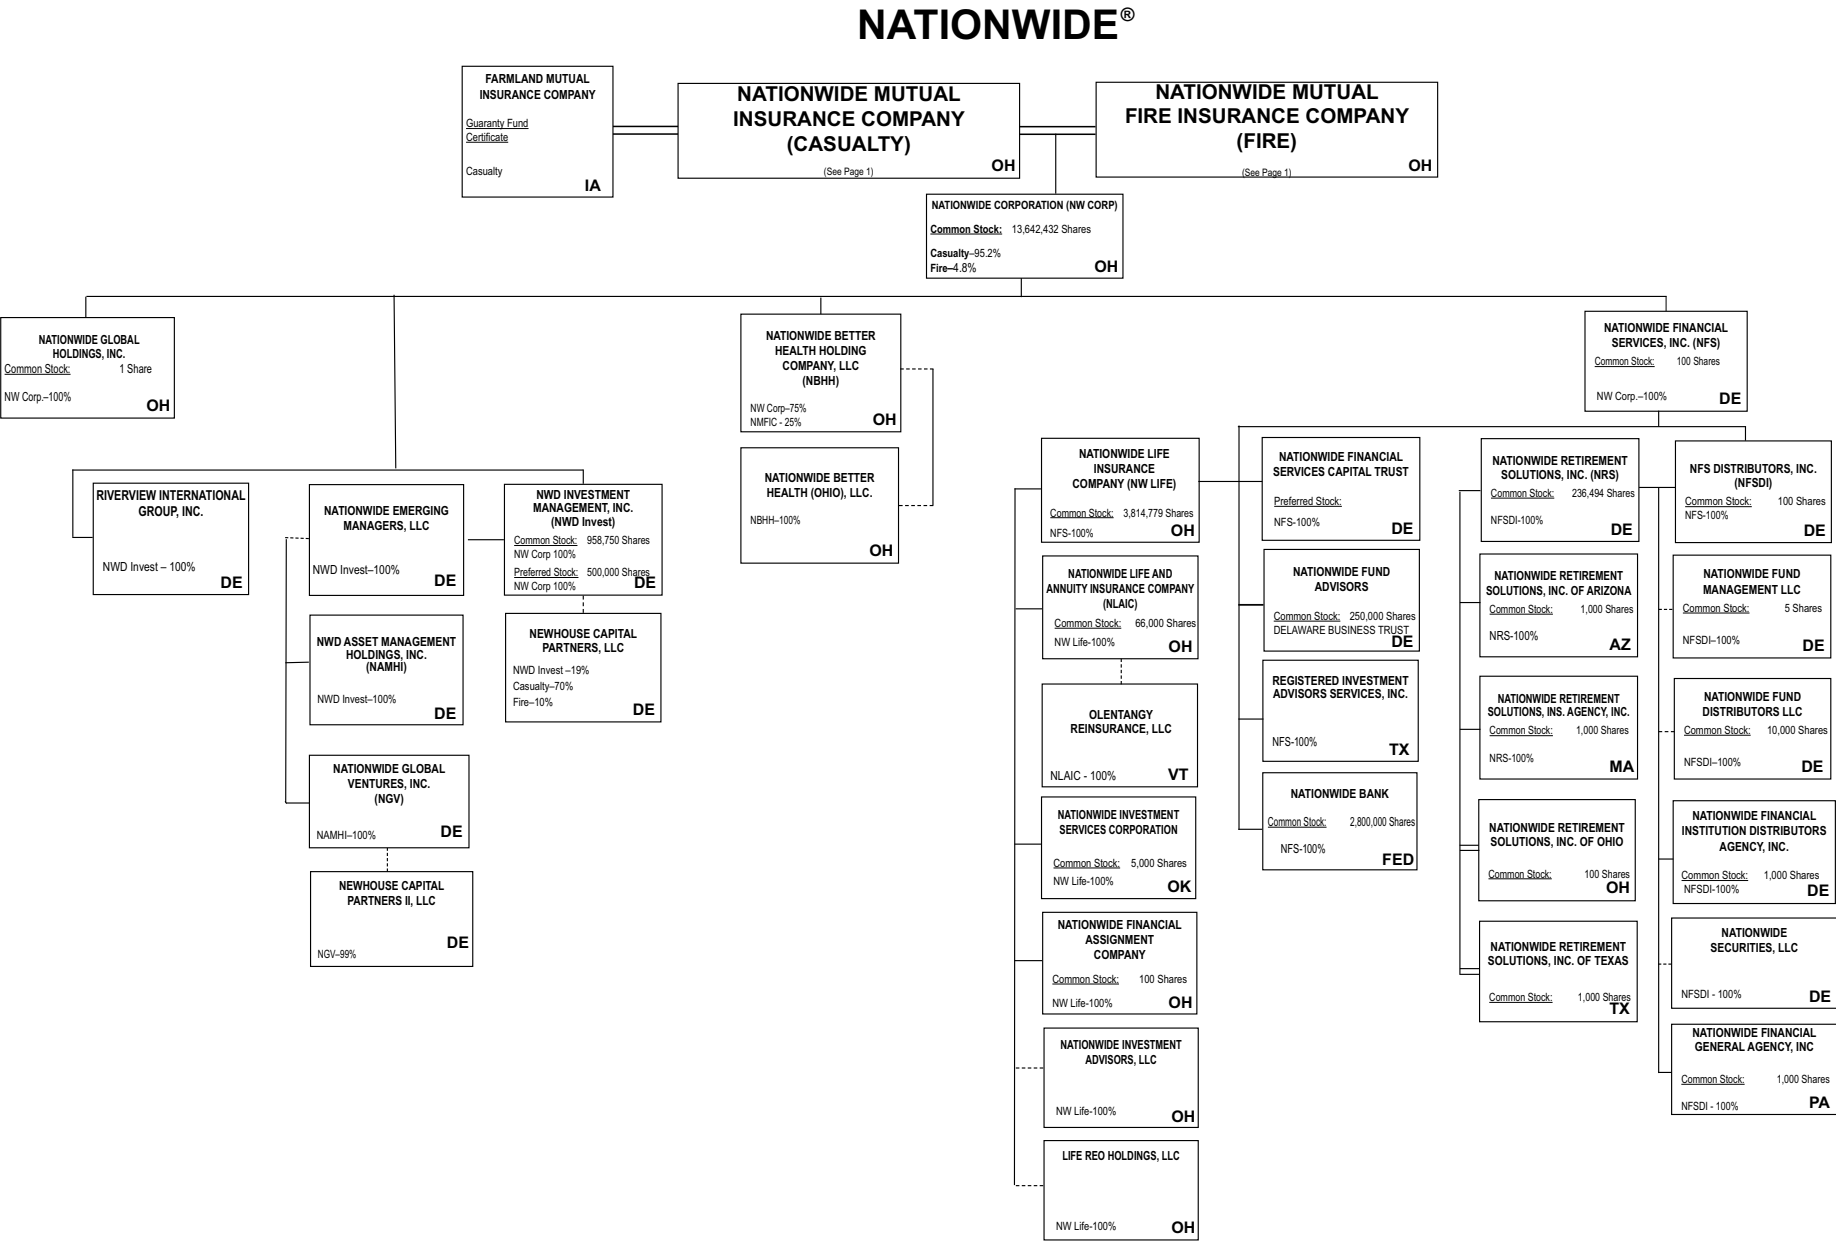 NATIONWIDE®
FARMLAND MUTUAL
INSURANCE COMPANY
Guaranty Fund
Certificate
Casualty
IA
NATIONWIDE MUTUAL
INSURANCE COMPANY
(CASUALTY)
(See Page 1)
OH
NATIONWIDE MUTUAL
FIRE INSURANCE COMPANY
(FIRE)
(See Page 1)
OH
NATIONWIDE CORPORATION (NW CORP)
Common Stock: 13,642,432 Shares
Casualty–95.2%
Fire–4.8%
OH
NATIONWIDE GLOBAL
HOLDINGS, INC.
Common Stock: 1 Share
NW Corp.–100%
OH
NATIONWIDE BETTER
HEALTH HOLDING
COMPANY, LLC
(NBHH)
NW Corp–75%
NMFIC - 25%
OH
NATIONWIDE BETTER
HEALTH (OHIO), LLC.
NBHH–100%
OH
NATIONWIDE FINANCIAL
SERVICES, INC. (NFS)
Common Stock: 100 Shares
NW Corp.–100%
DE
RIVERVIEW INTERNATIONAL
GROUP, INC.
NWD Invest – 100%
DE
NATIONWIDE EMERGING
MANAGERS, LLC
NWD Invest–100%
DE
NWD INVESTMENT
MANAGEMENT, INC.
(NWD Invest)
Common Stock: 958,750 Shares
NW Corp 100%
Preferred Stock: 500,000 Shares
NW Corp 100%
DE
NWD ASSET MANAGEMENT
HOLDINGS, INC.
(NAMHI)
NWD Invest–100%
DE
NEWHOUSE CAPITAL
PARTNERS, LLC
NWD Invest –19%
Casualty–70%
Fire–10%
DE
NATIONWIDE GLOBAL
VENTURES, INC.
(NGV)
NAMHI–100%
DE
NEWHOUSE CAPITAL
PARTNERS II, LLC
NGV–99%
DE
NATIONWIDE LIFE
INSURANCE
COMPANY (NW LIFE)
Common Stock: 3,814,779 Shares
NFS-100%
OH
NATIONWIDE LIFE AND
ANNUITY INSURANCE COMPANY
(NLAIC)
Common Stock: 66,000 Shares
NW Life-100%
OH
OLENTANGY
REINSURANCE, LLC
NLAIC - 100%
VT
NATIONWIDE INVESTMENT
SERVICES CORPORATION
Common Stock: 5,000 Shares
NW Life-100%
OK
NATIONWIDE FINANCIAL
ASSIGNMENT
COMPANY
Common Stock: 100 Shares
NW Life-100%
OH
NATIONWIDE INVESTMENT
ADVISORS, LLC
NW Life-100%
OH
LIFE REO HOLDINGS, LLC
NW Life-100%
OH
NATIONWIDE FINANCIAL
SERVICES CAPITAL TRUST
Preferred Stock:
NFS-100%
DE
NATIONWIDE FUND
ADVISORS
Common Stock: 250,000 Shares
DELAWARE BUSINESS TRUST
DE
REGISTERED INVESTMENT
ADVISORS SERVICES, INC.
NFS-100%
TX
NATIONWIDE BANK
Common Stock: 2,800,000 Shares
NFS-100%
FED
NATIONWIDE RETIREMENT
SOLUTIONS, INC. (NRS)
Common Stock: 236,494 Shares
NFSDI-100%
DE
NATIONWIDE RETIREMENT
SOLUTIONS, INC. OF ARIZONA
Common Stock: 1,000 Shares
NRS-100%
AZ
NATIONWIDE RETIREMENT
SOLUTIONS, INS. AGENCY, INC.
Common Stock: 1,000 Shares
NRS-100%
MA
NATIONWIDE RETIREMENT
SOLUTIONS, INC. OF OHIO
Common Stock: 100 Shares
OH
NATIONWIDE RETIREMENT
SOLUTIONS, INC. OF TEXAS
Common Stock: 1,000 Shares
TX
NFS DISTRIBUTORS, INC.
(NFSDI)
Common Stock: 100 Shares
NFS-100%
DE
NATIONWIDE FUND
MANAGEMENT LLC
Common Stock: 5 Shares
NFSDI–100%
DE
NATIONWIDE FUND
DISTRIBUTORS LLC
Common Stock: 10,000 Shares
NFSDI–100%
DE
NATIONWIDE FINANCIAL
INSTITUTION DISTRIBUTORS
AGENCY, INC.
Common Stock: 1,000 Shares
NFSDI-100%
DE
NATIONWIDE
SECURITIES, LLC
NFSDI - 100%
DE
NATIONWIDE FINANCIAL
GENERAL AGENCY, INC
Common Stock: 1,000 Shares
NFSDI - 100%
PA